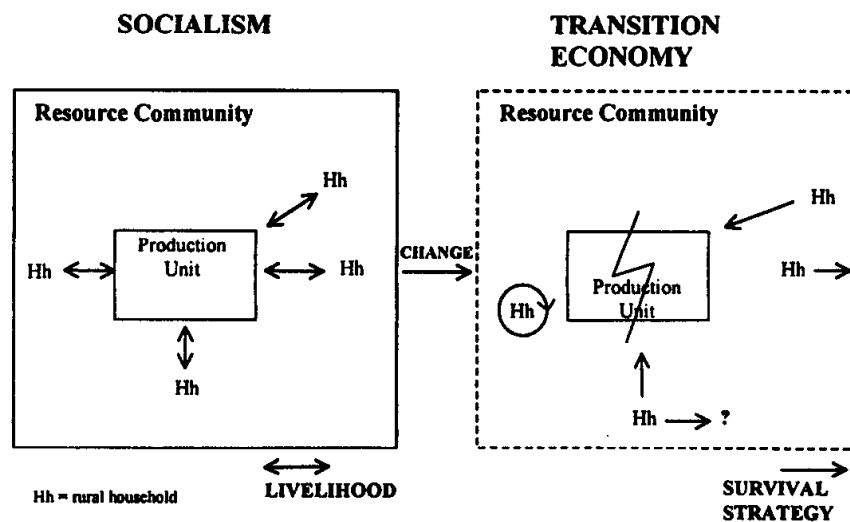 SOCIALISM
Resource Community
Hh
Production
Unit
Hh
Hh
Hh
Hh = rural household
LIVELIHOOD
CHANGE
TRANSITION
ECONOMY
Resource Community
Hh
Hh
Production
Unit
Hh
Hh
?
SURVIVAL
STRATEGY